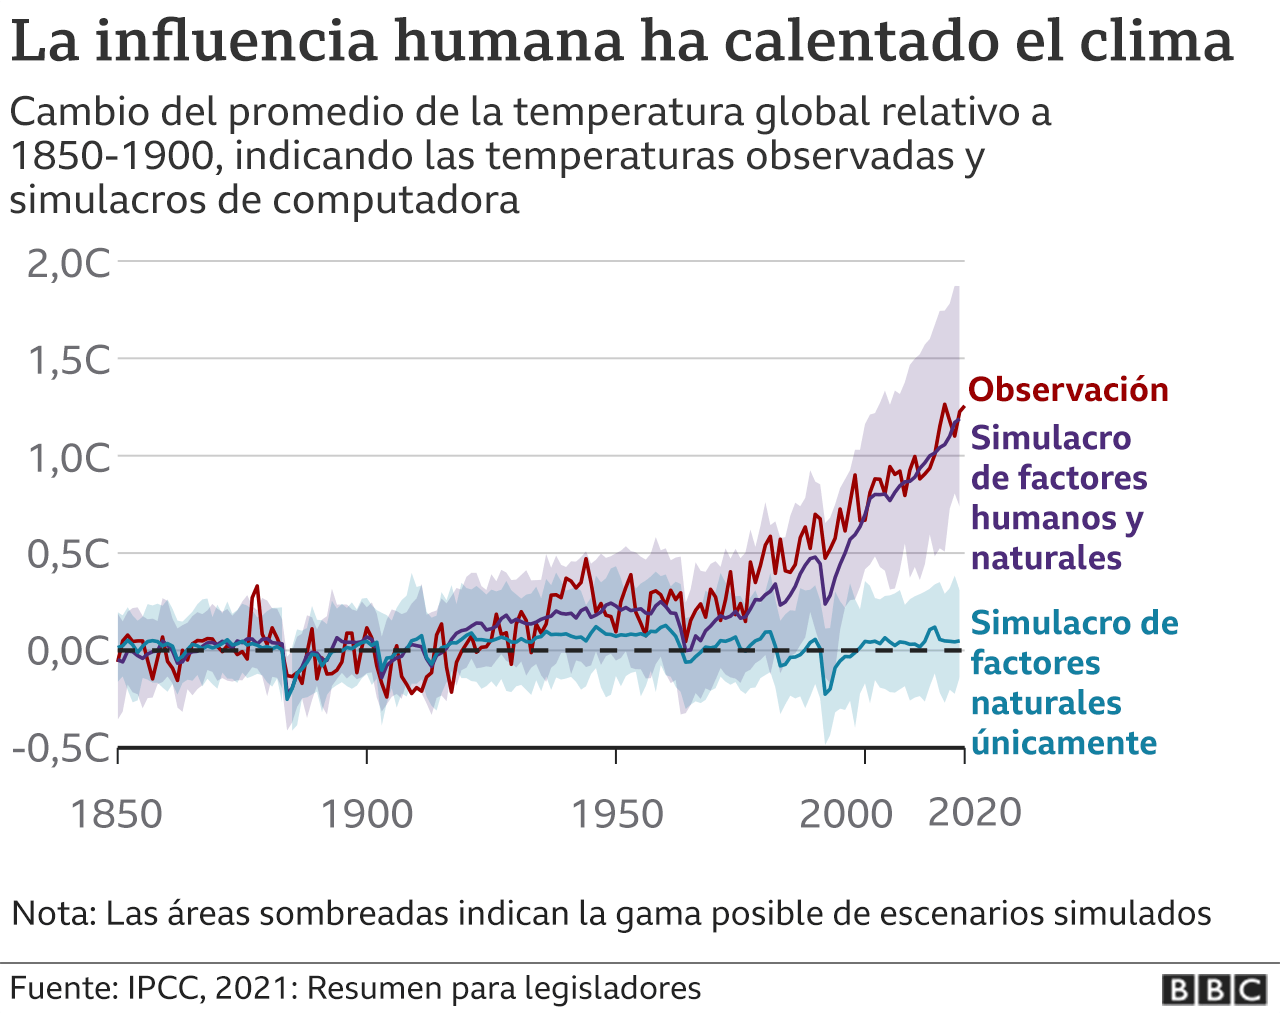 La influencia humana ha calentado el clima
Cambio del promedio de la temperatura global relativo a
1850-1900, indicando las temperaturas observadas y
simulacros de computadora
2,0C
1,5C
1,0C
0,5C
0,0C
-0,5C
Observación
Simulacro
de factores
humanos y
naturales
Simulacro de
factores
naturales
únicamente
1850
1900
1950
2000
2020
Nota: Las áreas sombreadas indican la gama posible de escenarios simulados
Fuente: IPCC, 2021: Resumen para legisladores
BBC